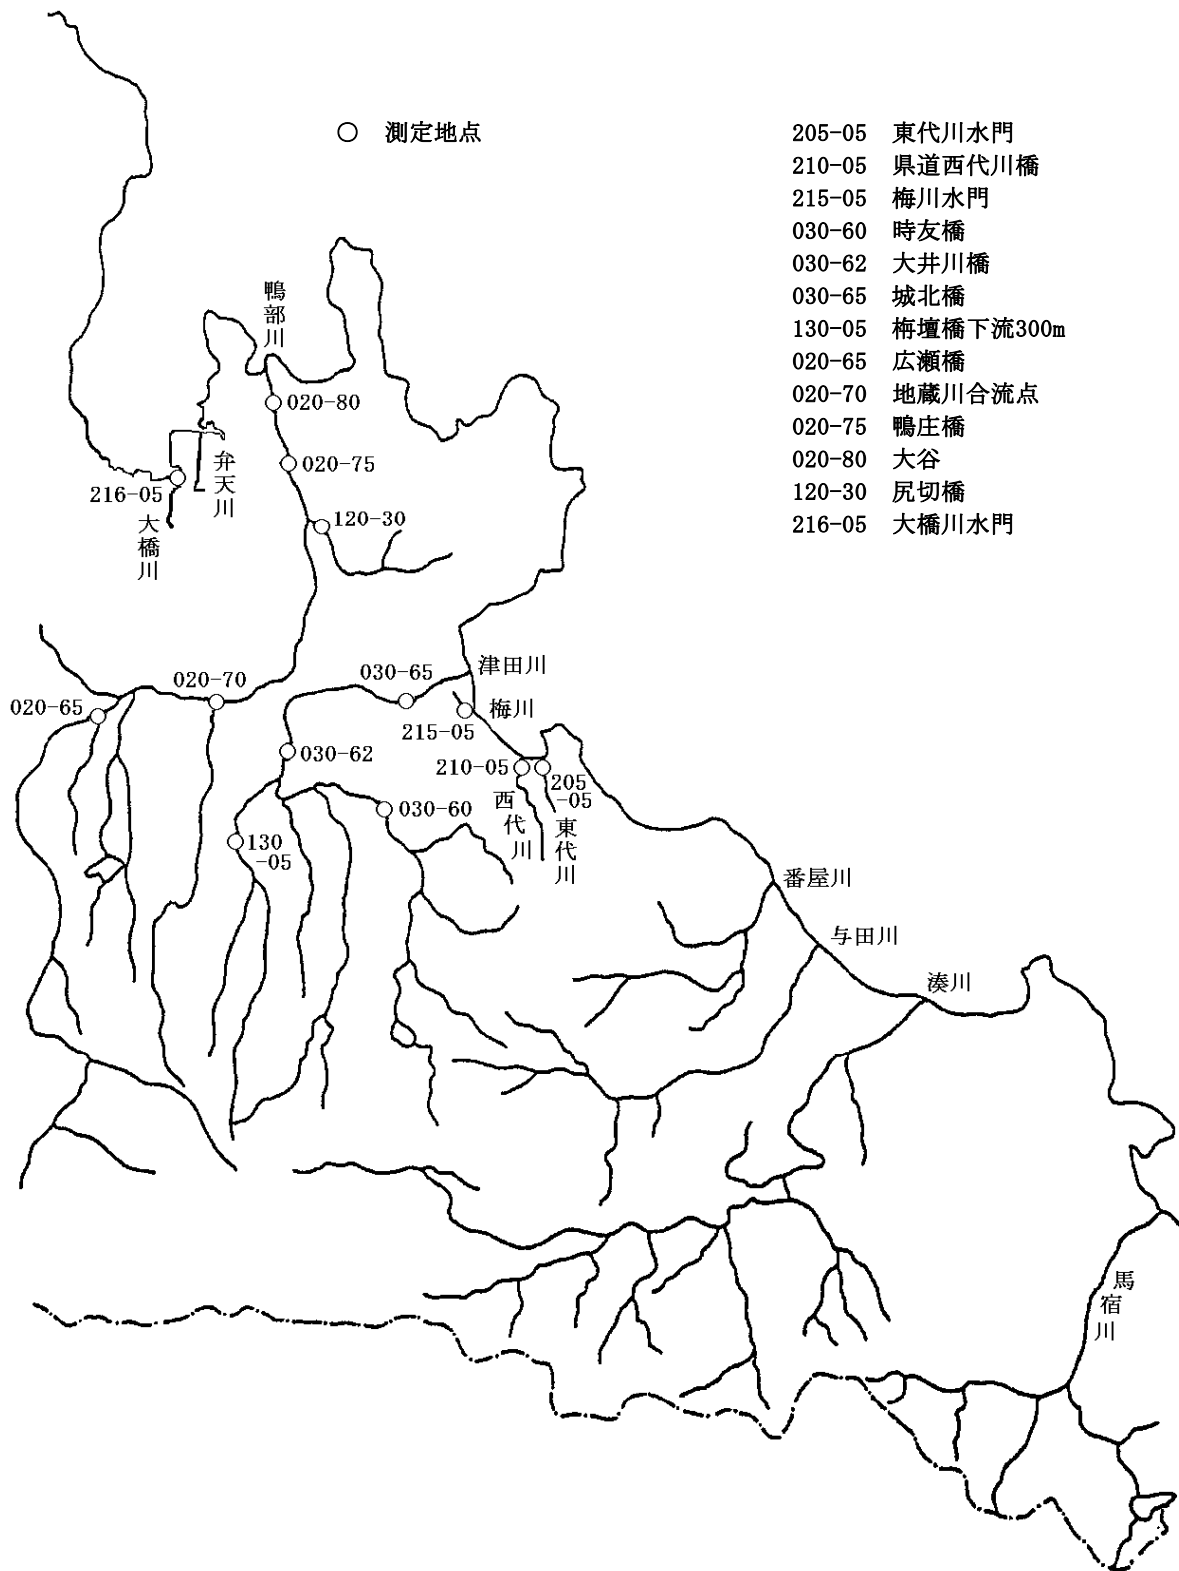 ○ 測定地点
205-05 東代川水門
210-05 県道西代川橋
215-05 梅川水門
030-60 時友橋
030-62 大井川橋
030-65 城北橋
130-05 栴壇橋下流300m
020-65 広瀬橋
020-70 地蔵川合流点
020-75 鴨庄橋
020-80 大谷
120-30 尻切橋
216-05 大橋川水門
鴨部川
020-80
020-75
弁天川
216-05
大橋川
120-30
津田川
030-65
020-70
020-65
梅川
215-05
030-62
210-05
205
-05
西代川
東代川
030-60
130
-05
番屋川
与田川
湊川
馬宿川